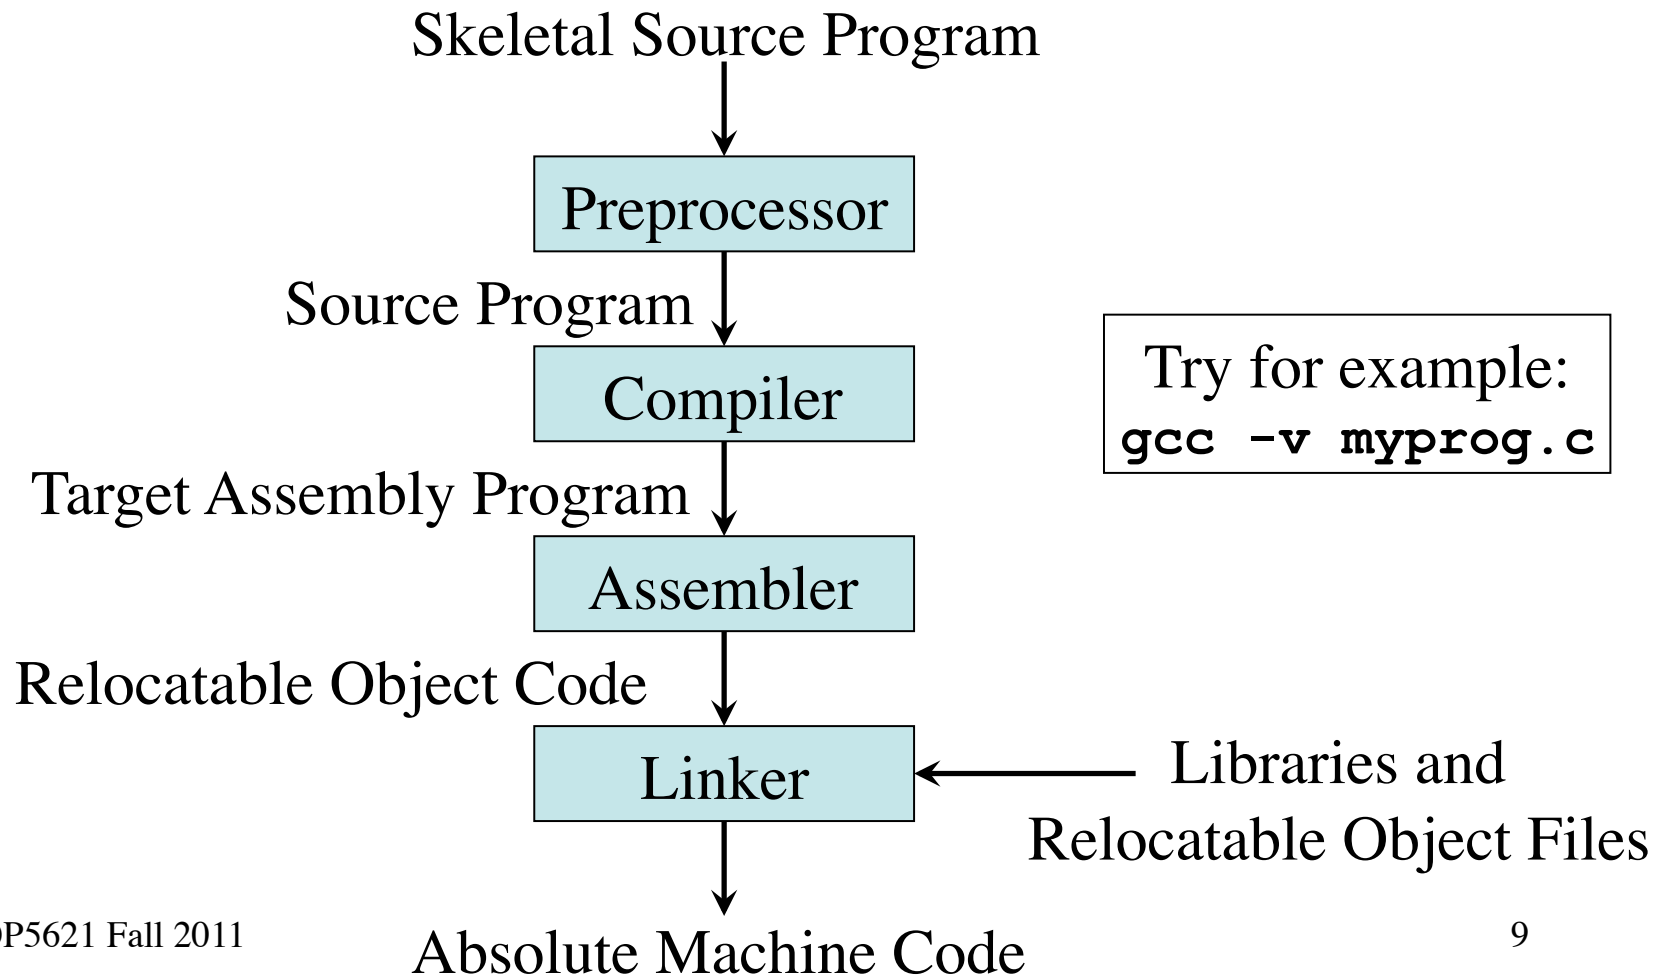 Skeletal Source Program
Preprocessor
Source Program
Compiler
Try for example:
gcc -v myprog.c
Target Assembly Program
Assembler
Relocatable Object Code
Linker
Libraries and
Relocatable Object Files
Absolute Machine Code
P5621 Fall 2011
9